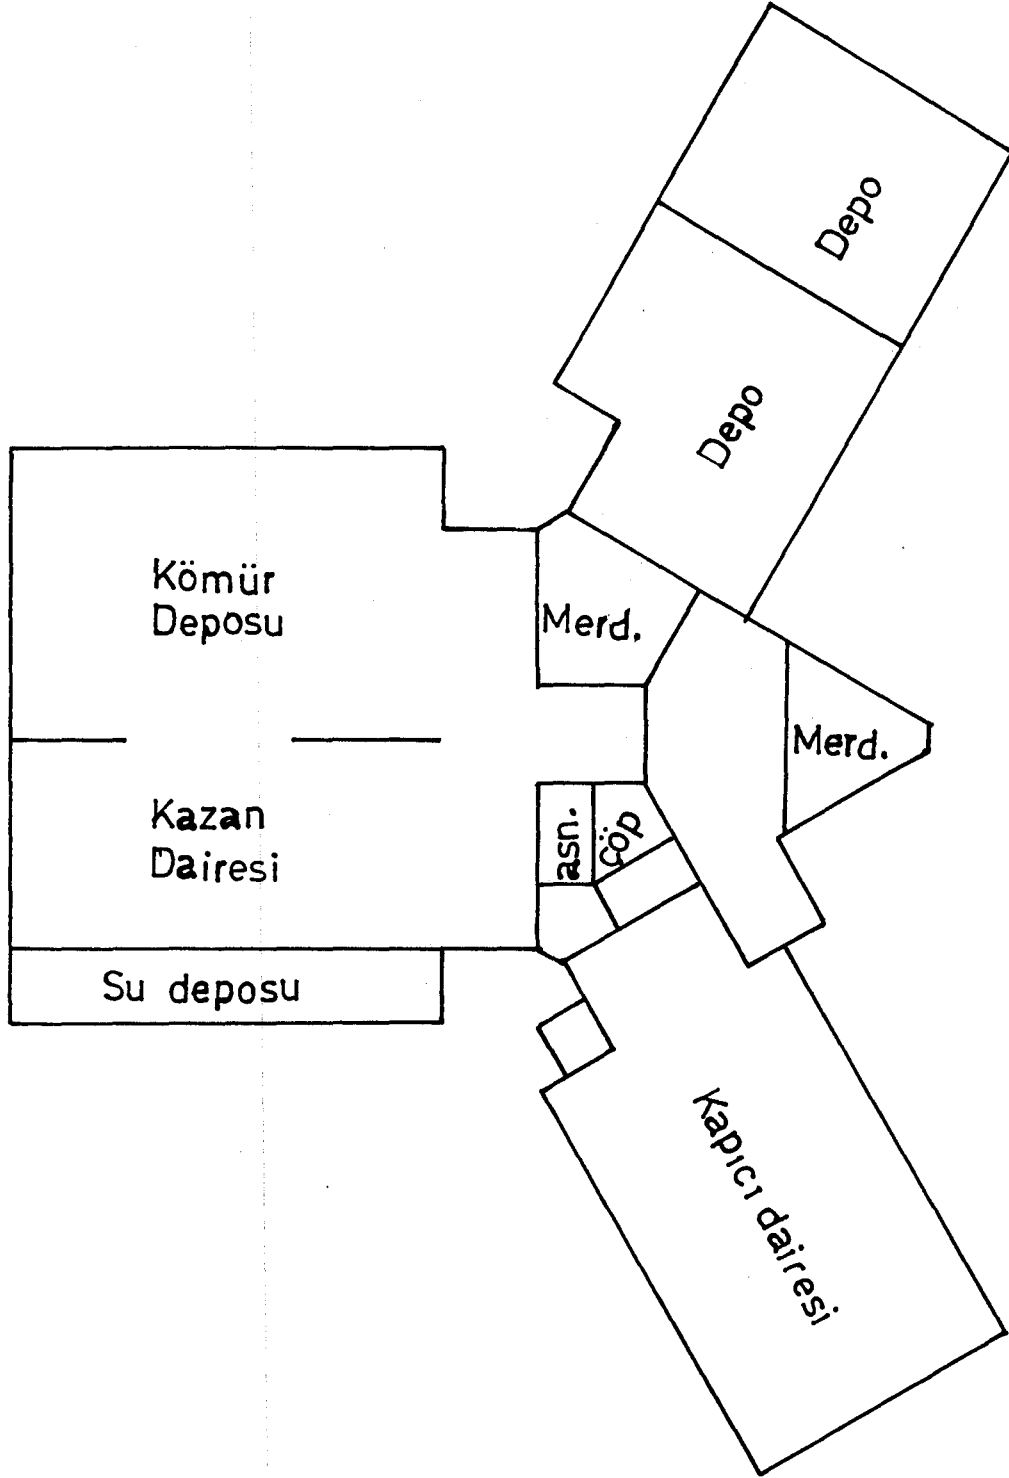 Depo
Depo
Kömür
Deposu
Merd.
Merd.
Kazan
Dairesi
asn.
çöp
Su deposu
Kapıcı dairesi